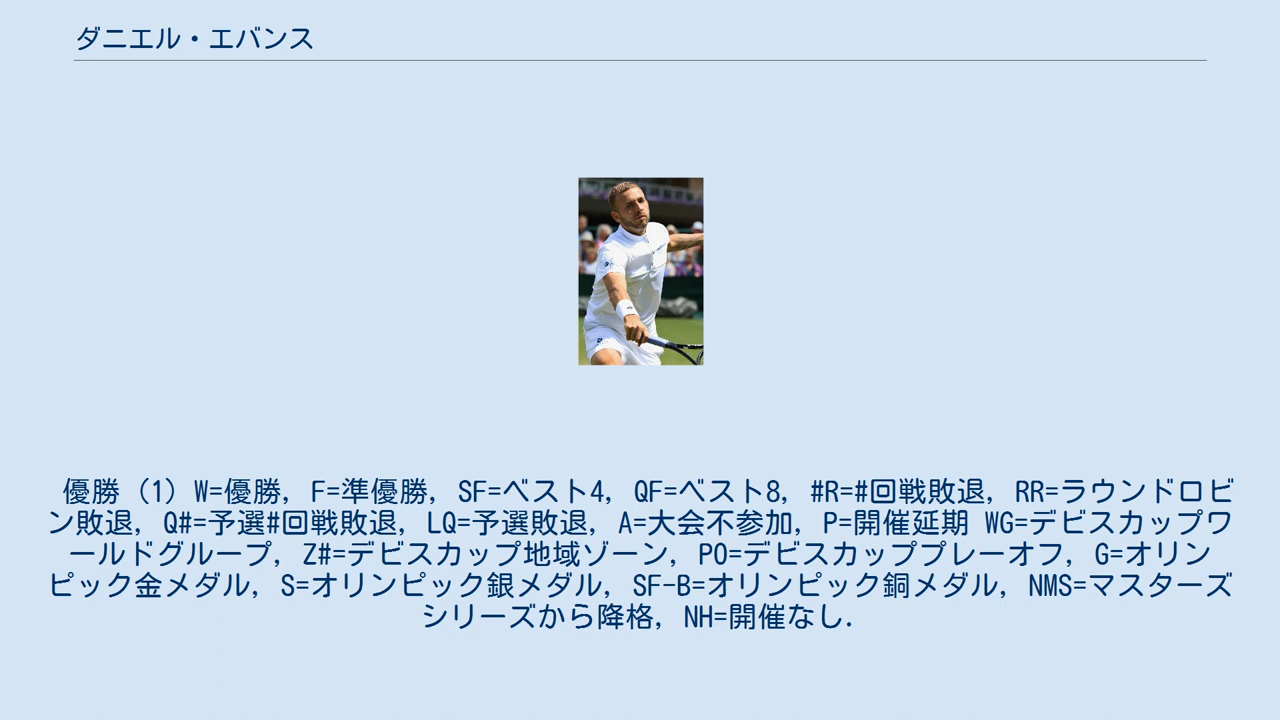 ダニエル・エバンス
優勝 (1) W=優勝, F=準優勝, SF=ベスト4, QF=ベスト8, #R=#回戦敗退, RR=ラウンドロビ
ン敗退, Q#=予選#回戦敗退, LQ=予選敗退, A=大会不参加, P=開催延期 WG=デビスカップワ
ールドグループ, Z#=デビスカップ地域ゾーン, PO=デビスカッププレーオフ, G=オリン
ピック金メダル, S=オリンピック銀メダル, SF-B=オリンピック銅メダル, NMS=マスターズ
シリーズから降格, NH=開催なし.